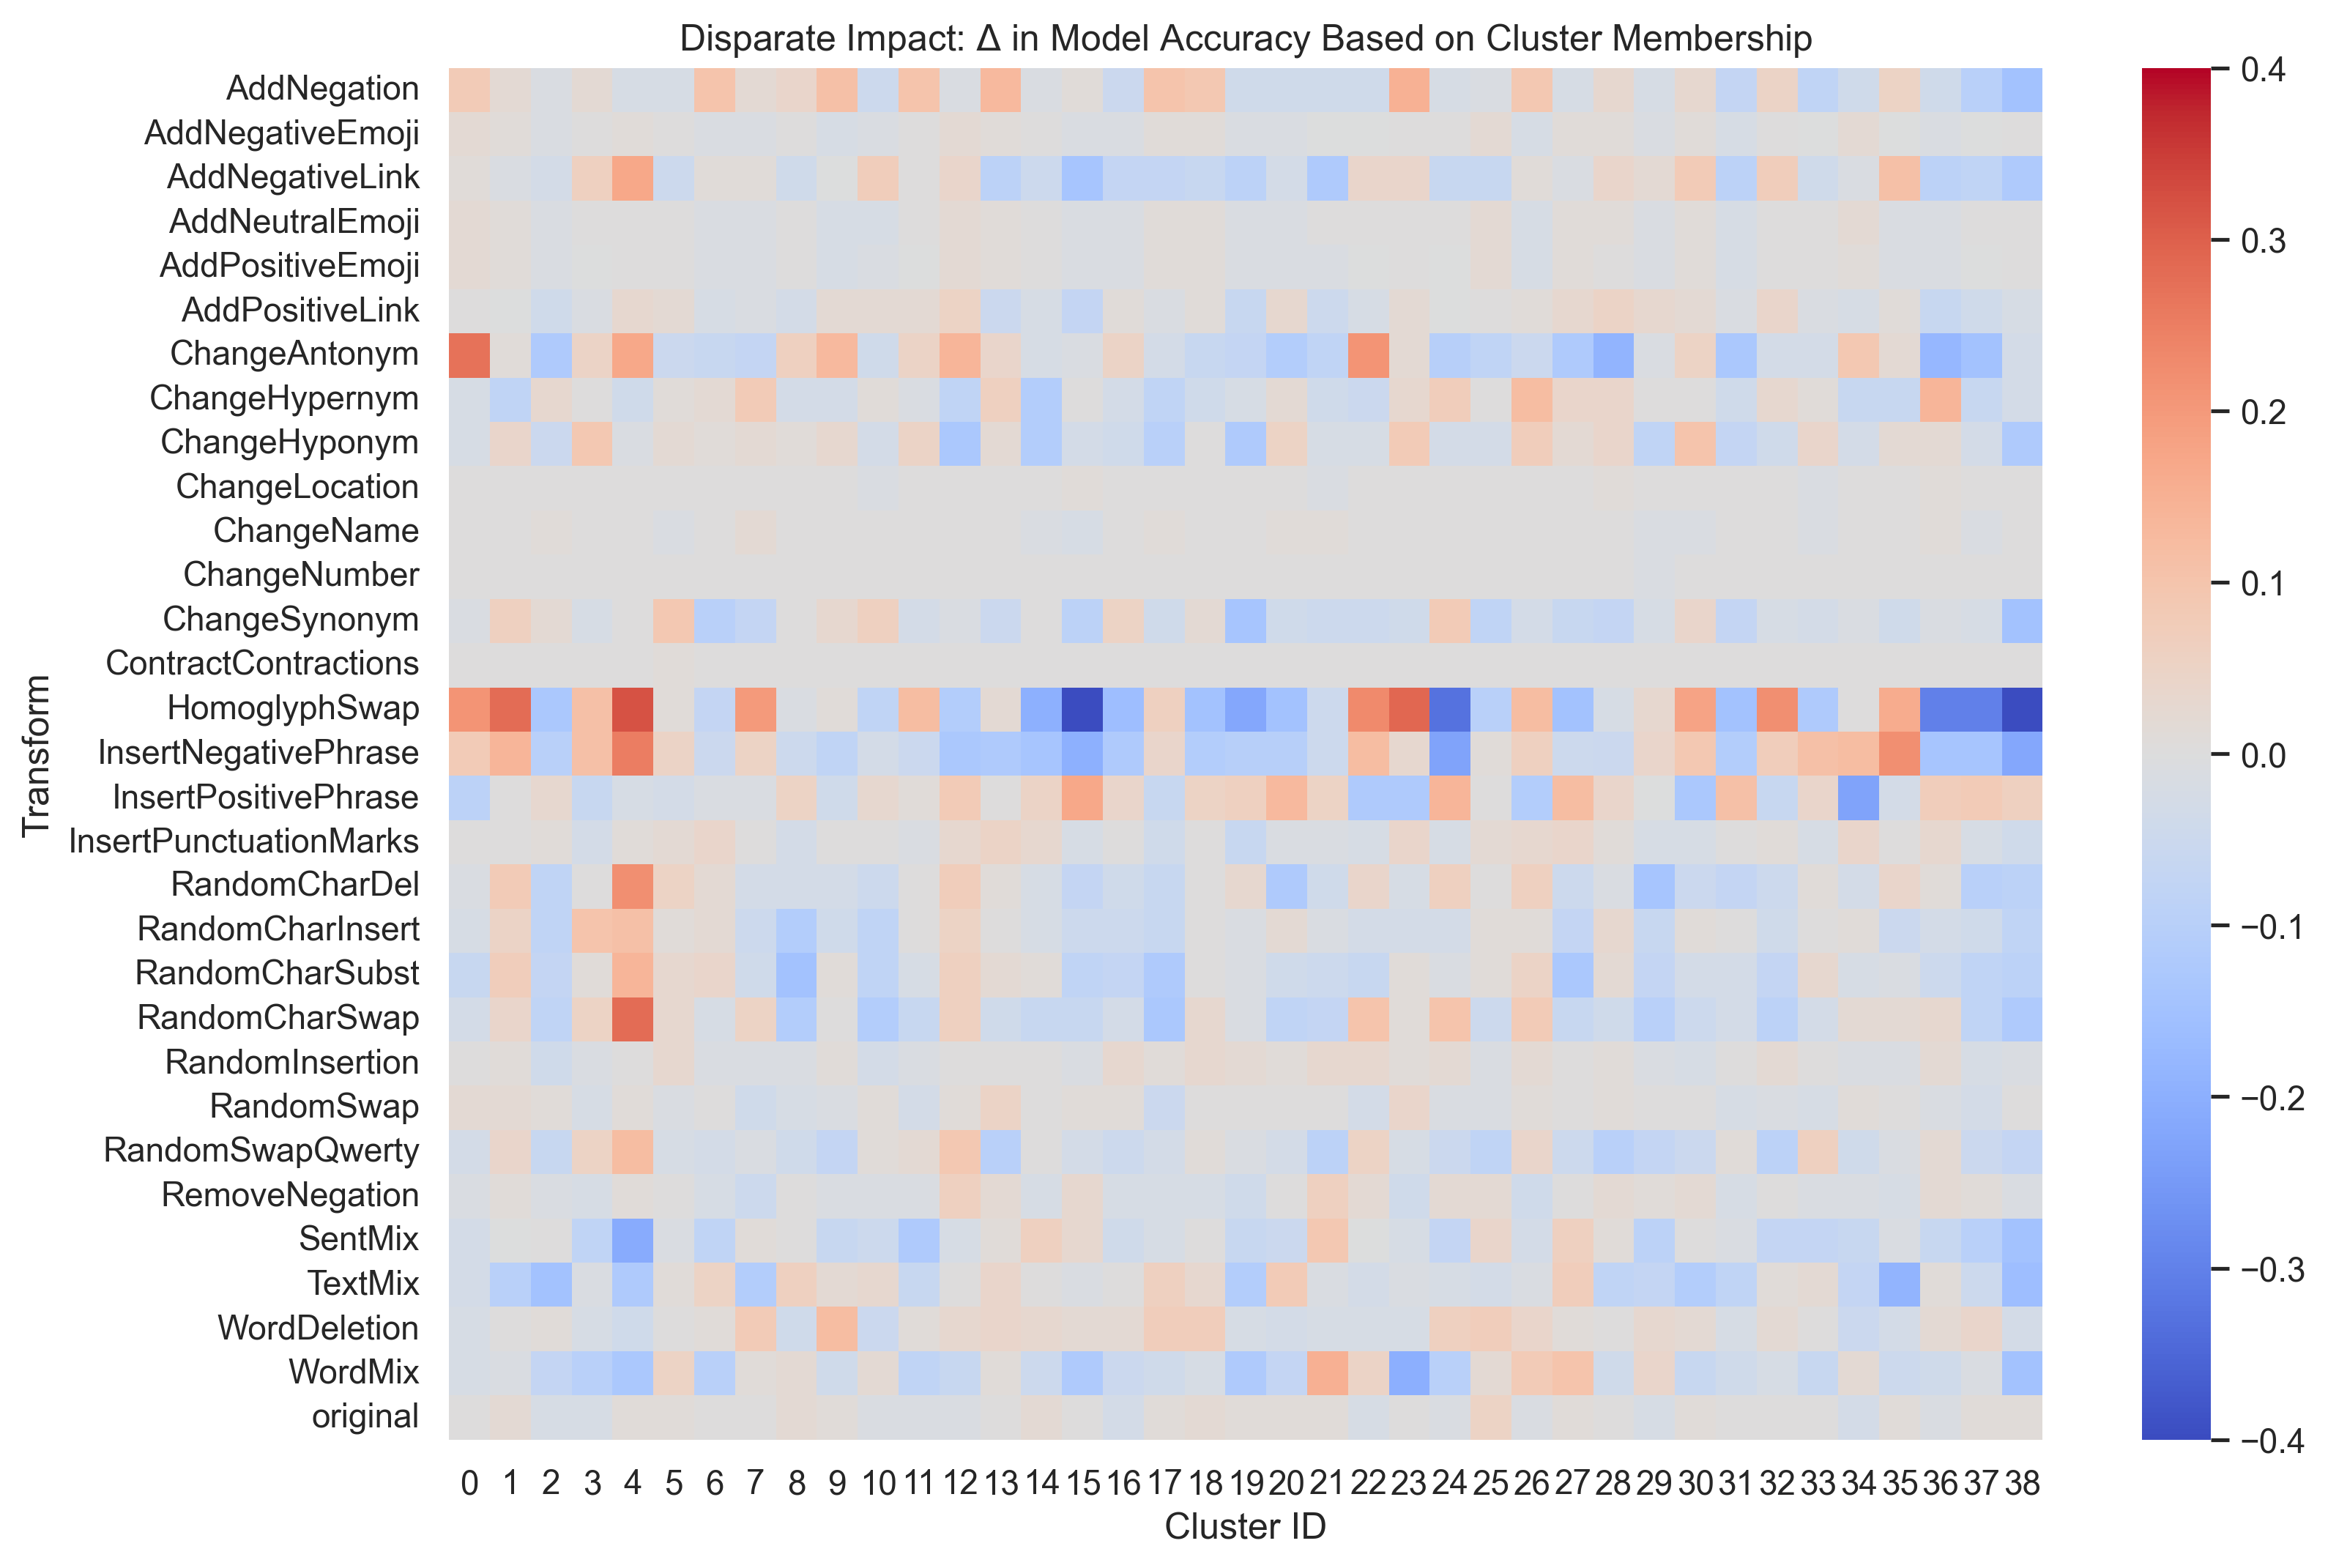 Disparate Impact: Δ in Model Accuracy Based on Cluster Membership
Transform
AddNegation
AddNegativeEmoji
AddNegativeLink
AddNeutralEmoji
AddPositiveEmoji
AddPositiveLink
ChangeAntonym
ChangeHypernym
ChangeHyponym
ChangeLocation
ChangeName
ChangeNumber
ChangeSynonym
ContractContractions
HomoglyphSwap
InsertNegativePhrase
InsertPositivePhrase
InsertPunctuationMarks
RandomCharDel
RandomCharInsert
RandomCharSubst
RandomCharSwap
RandomInsertion
RandomSwap
RandomSwapQwerty
RemoveNegation
SentMix
TextMix
WordDeletion
WordMix
original
0 1 2 3 4 5 6 7 8 9 10 11 12 13 14 15 16 17 18 19 20 21 22 23 24 25 26 27 28 29 30 31 32 33 34 35 36 37 38
Cluster ID
0.4
0.3
0.2
0.1
0.0
−0.1
−0.2
−0.3
−0.4